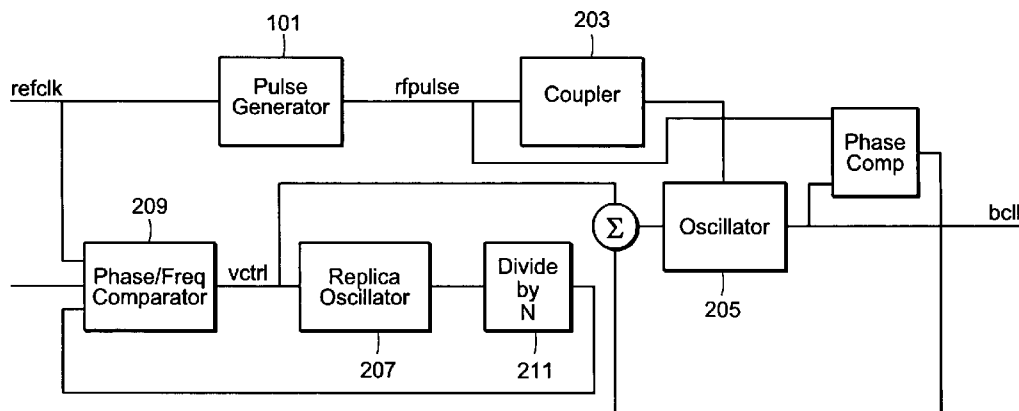 101
203
refclk
Pulse
Generator
rfpulse
Coupler
Phase
Comp
209
Σ
Oscillator
bcll
Phase/Freq
Comparator
vctrl
Replica
Oscillator
Divide
by
N
205
207
211